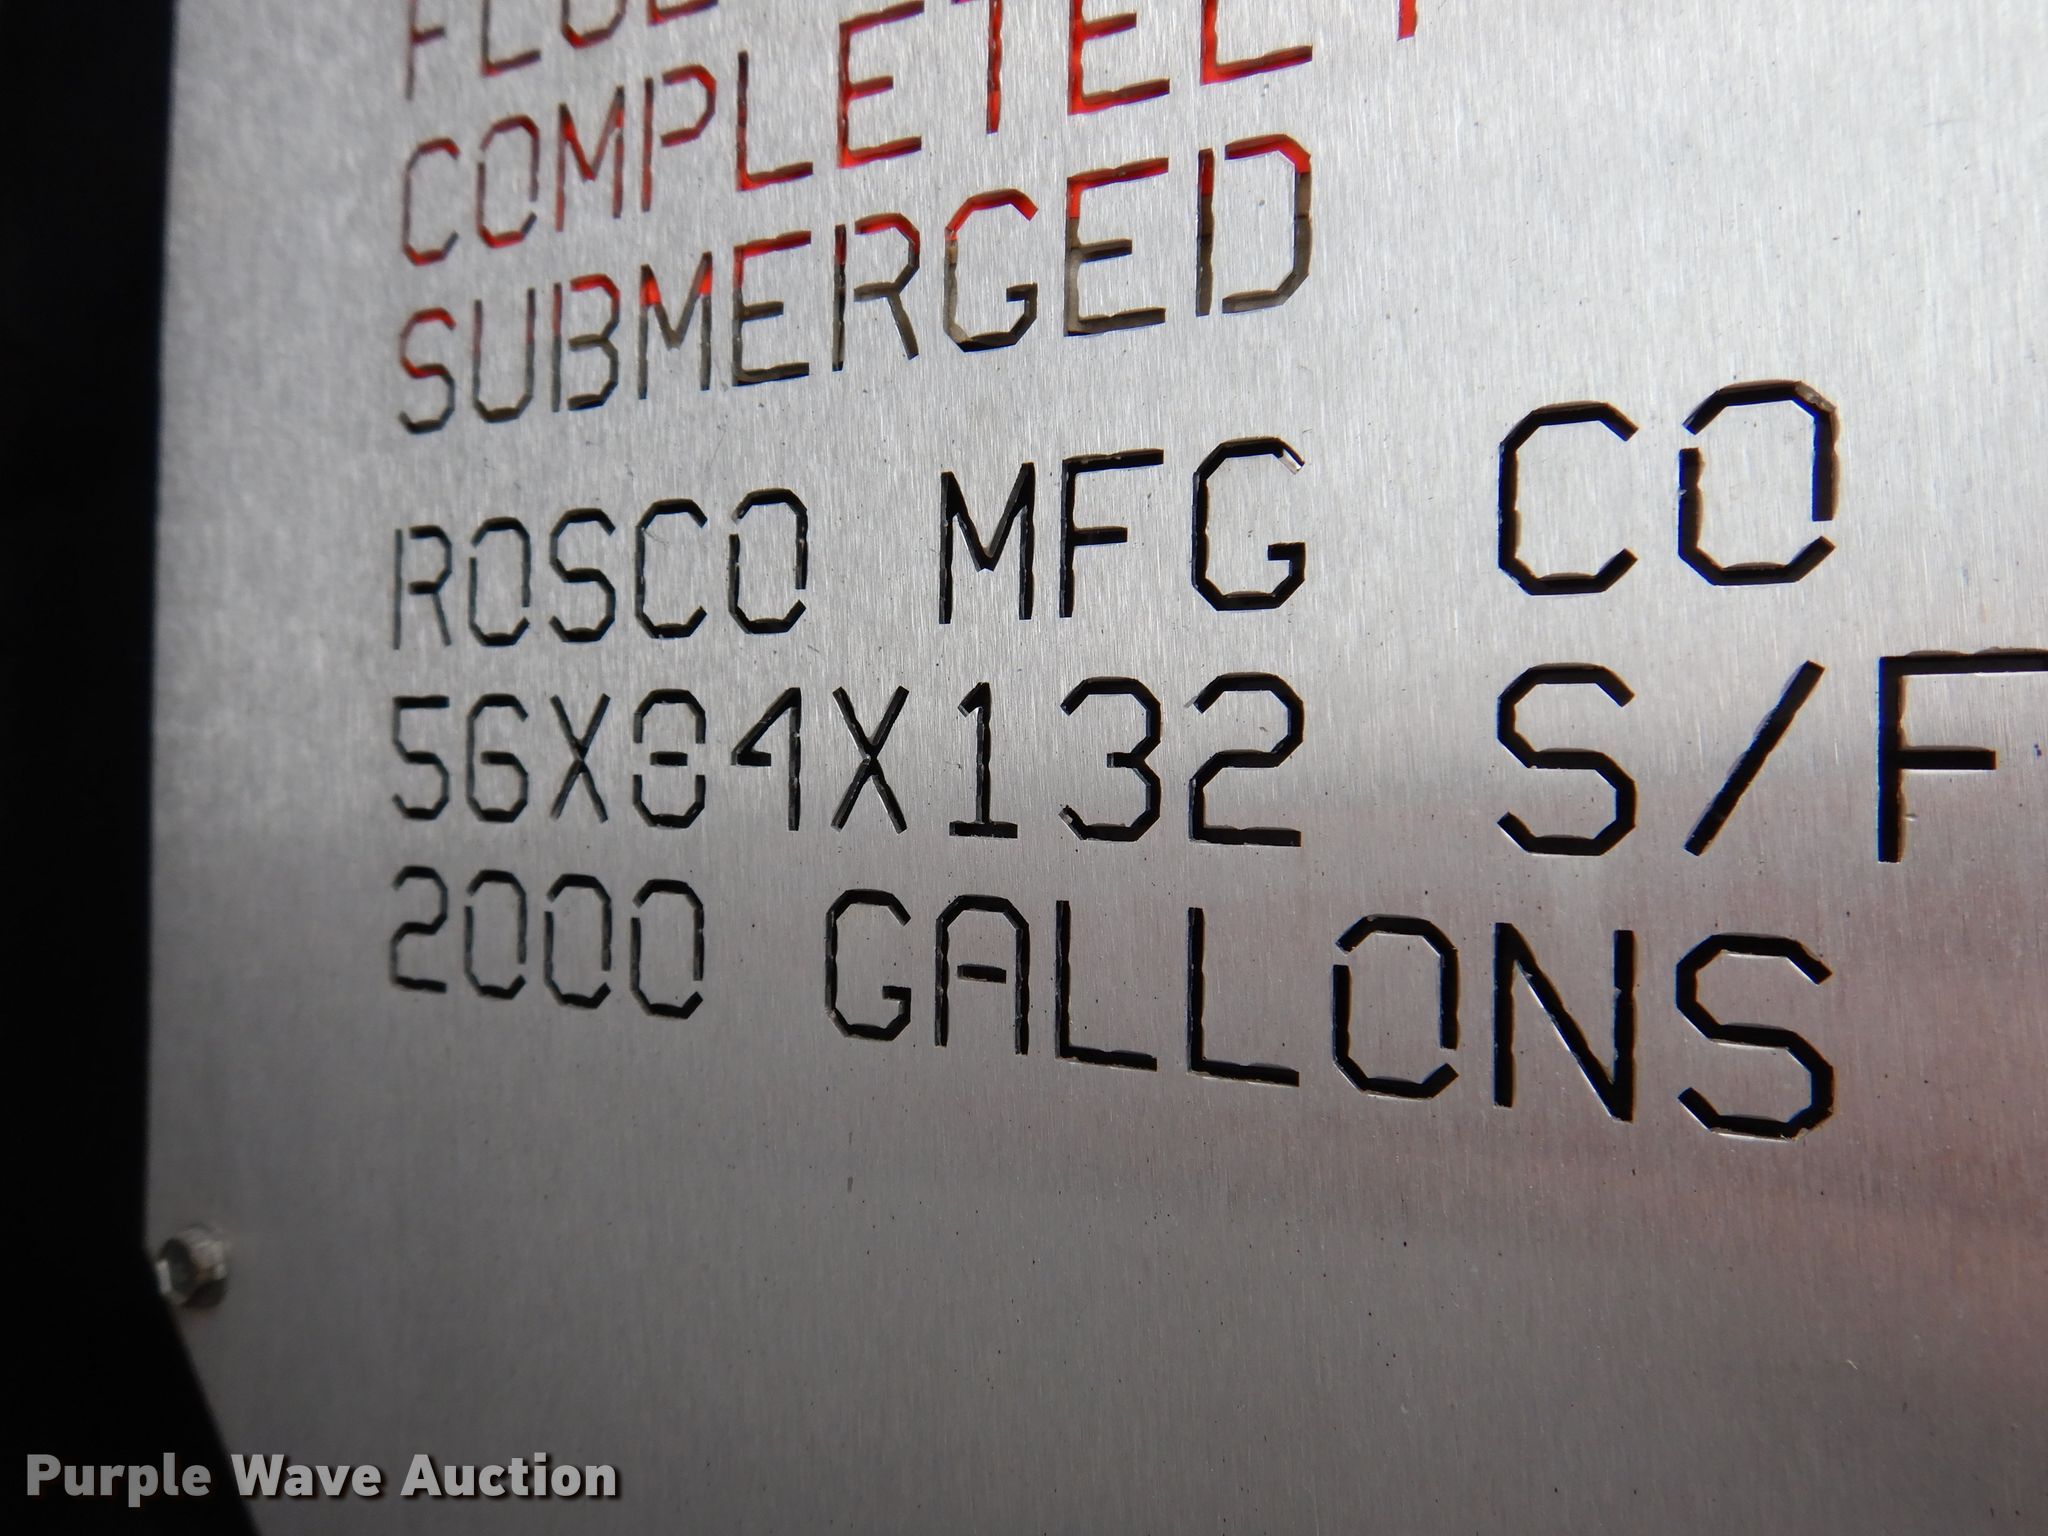 COMPLETELY
SUBMERGED
ROSCO MFG CO
56X84X132 S/F
2000 GALLONS
Purple Wave Auction